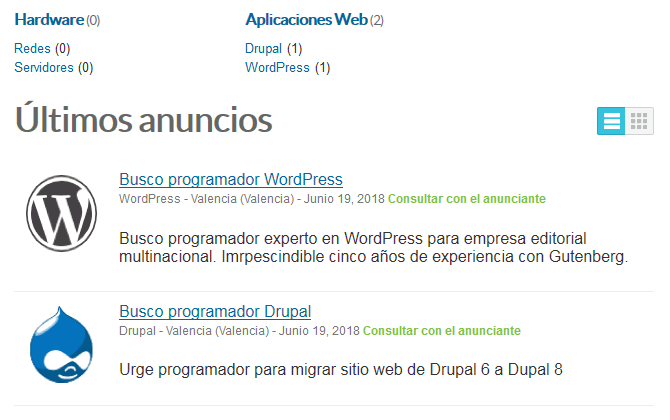 Hardware (0)
Redes (0)
Servidores (0)
Aplicaciones Web (2)
Drupal (1)
WordPress (1)
Últimos anuncios
Busco programador WordPress
WordPress - Valencia (Valencia) - Junio 19, 2018 Consultar con el anunciante
Busco programador experto en WordPress para empresa editorial
multinacional. Imrpescindible cinco años de experiencia con Gutenberg.
Busco programador Drupal
Drupal - Valencia (Valencia) - Junio 19, 2018 Consultar con el anunciante
Urge programador para migrar sitio web de Drupal 6 a Dupal 8